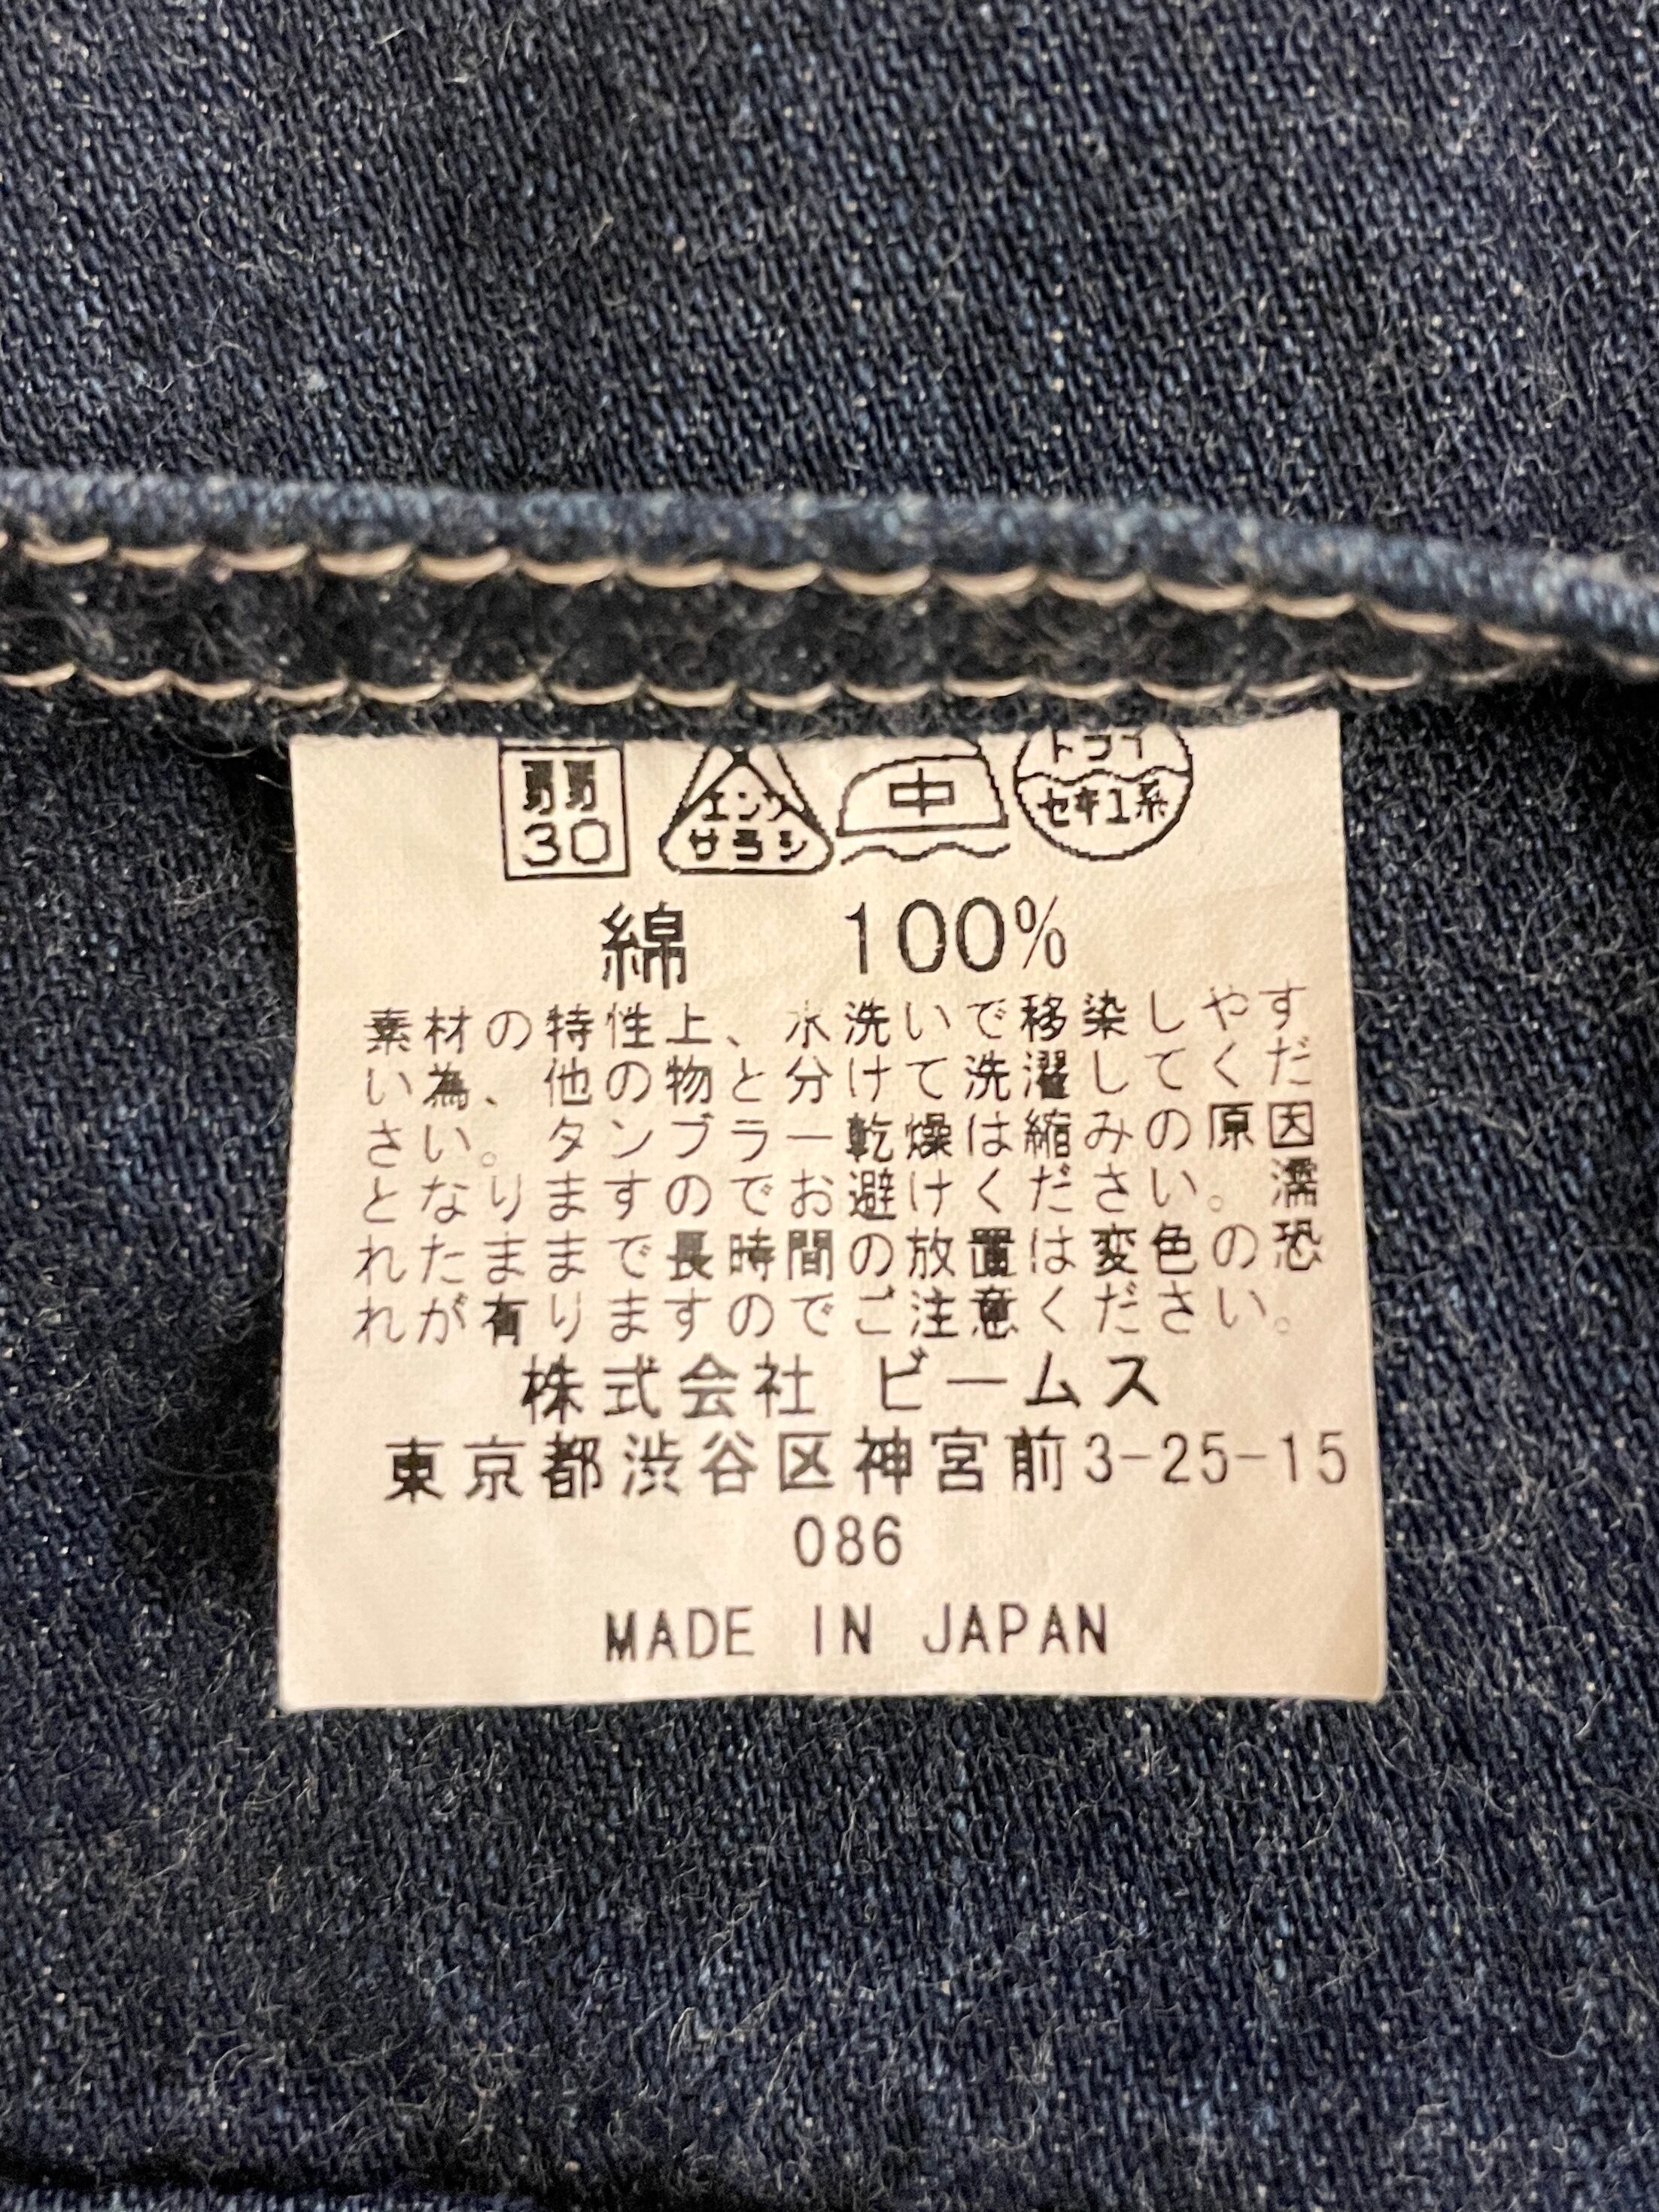 弱 30
エンソ サラシ
中
ドライ セキユ系
綿 100%
素材の特性上、水洗いで移染しやす
い為、他の物と分けて洗濯してくだ
さい。タンブラー乾燥は縮みの原因
となりますのでお避けください。濡
れたままで長時間の放置は変色の恐
れが有りますのでご注意ください。
株式会社 ビームス
東京都渋谷区神宮前3-25-15
086
MADE IN JAPAN